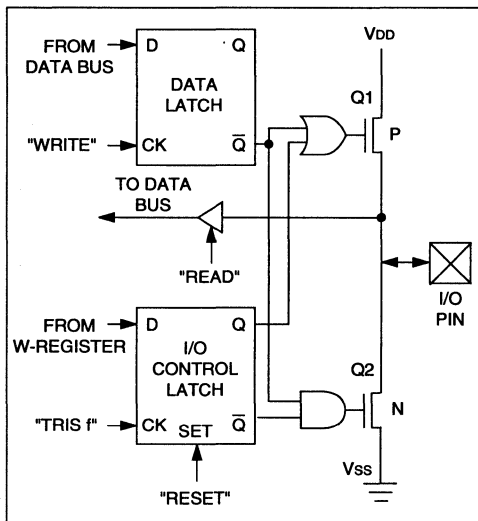 FROM
DATA BUS
D
Q
DATA
LATCH
"WRITE"
CK
Q
VDD
Q1
P
TO DATA
BUS
"READ"
I/O
PIN
FROM
W-REGISTER
D
Q
I/O
CONTROL
LATCH
"TRIS f"
CK
SET
Q
"RESET"
Q2
N
VSS